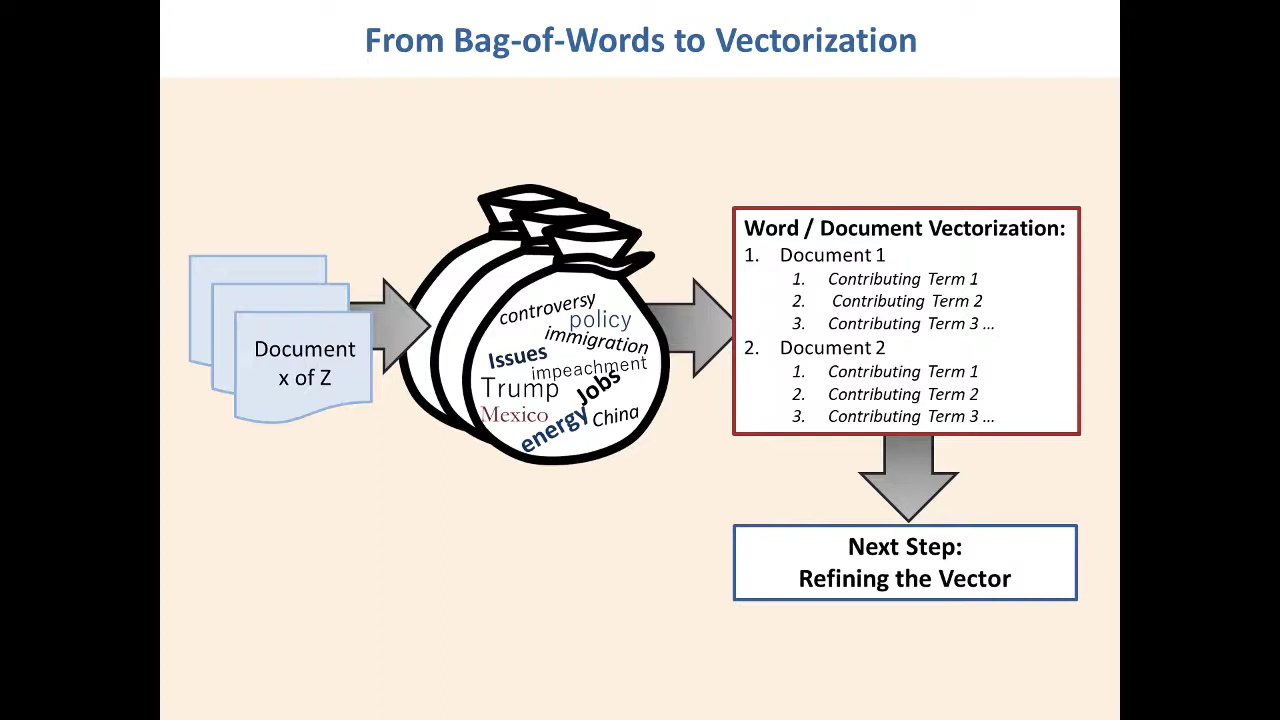 From Bag-of-Words to Vectorization
Document
x of Z
controversy
policy
immigration
Issues
impeachment
Trump
Jobs
Mexico
energy
China
Word / Document Vectorization:
1. Document 1
1. Contributing Term 1
2. Contributing Term 2
3. Contributing Term 3 ...
2. Document 2
1. Contributing Term 1
2. Contributing Term 2
3. Contributing Term 3 ...
Next Step:
Refining the Vector